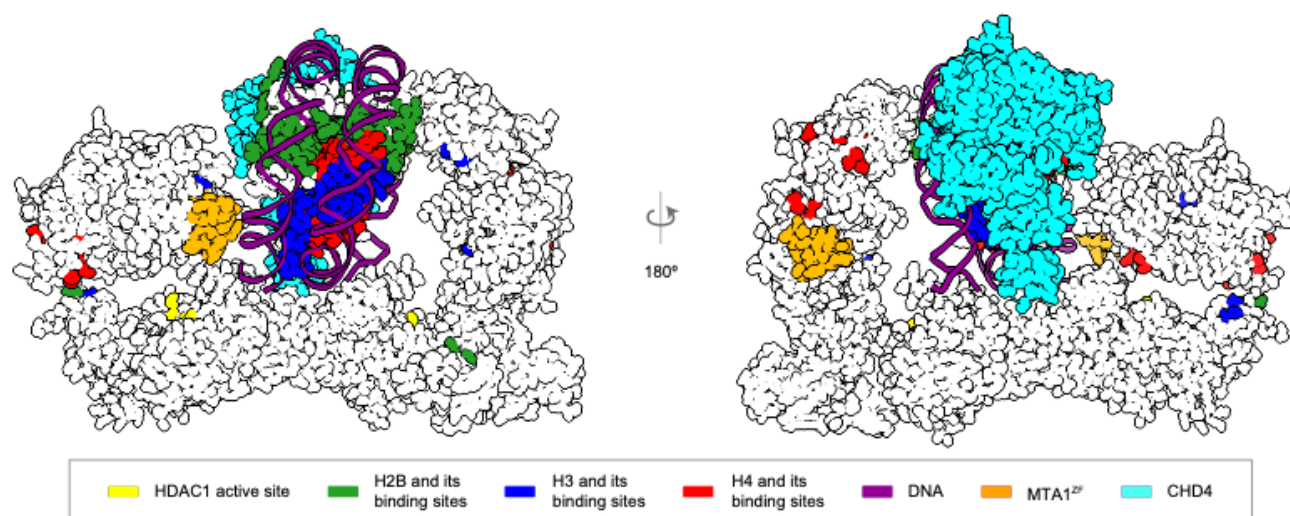 180º
HDAC1 active site
H2B and its
binding sites
H3 and its
binding sites
H4 and its
binding sites
DNA
MTA1ZF
CHD4